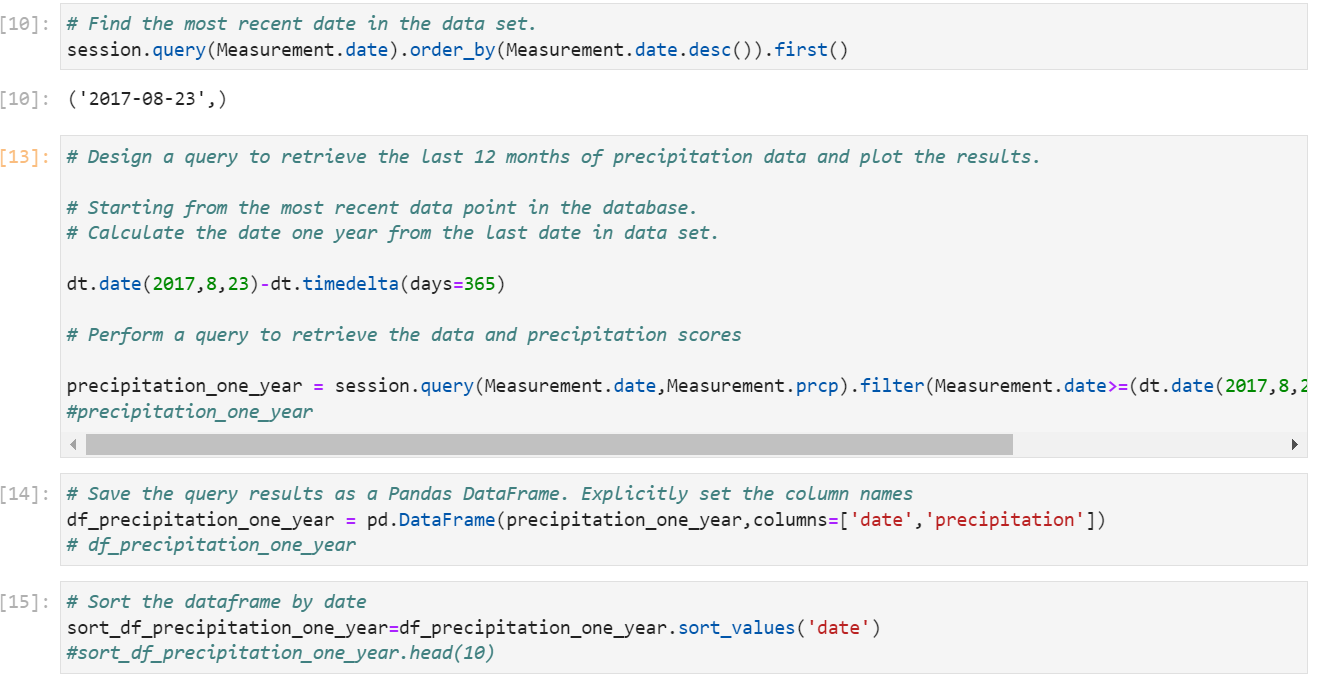 [10]: # Find the most recent date in the data set.
session.query(Measurement.date).order_by(Measurement.date.desc()).first()
[10]: ('2017-08-23',)
[13]: # Design a query to retrieve the last 12 months of precipitation data and plot the results.
# Starting from the most recent data point in the database.
# Calculate the date one year from the last date in data set.
dt.date(2017,8,23)-dt.timedelta(days=365)
# Perform a query to retrieve the data and precipitation scores
precipitation_one_year = session.query(Measurement.date,Measurement.prcp).filter(Measurement.date>=(dt.date(2017,8,2
#precipitation_one_year
[14]: # Save the query results as a Pandas DataFrame. Explicitly set the column names
df_precipitation_one_year = pd.DataFrame(precipitation_one_year,columns=['date','precipitation'])
# df_precipitation_one_year
[15]: # Sort the dataframe by date
sort_df_precipitation_one_year=df_precipitation_one_year.sort_values('date')
#sort_df_precipitation_one_year.head(10)